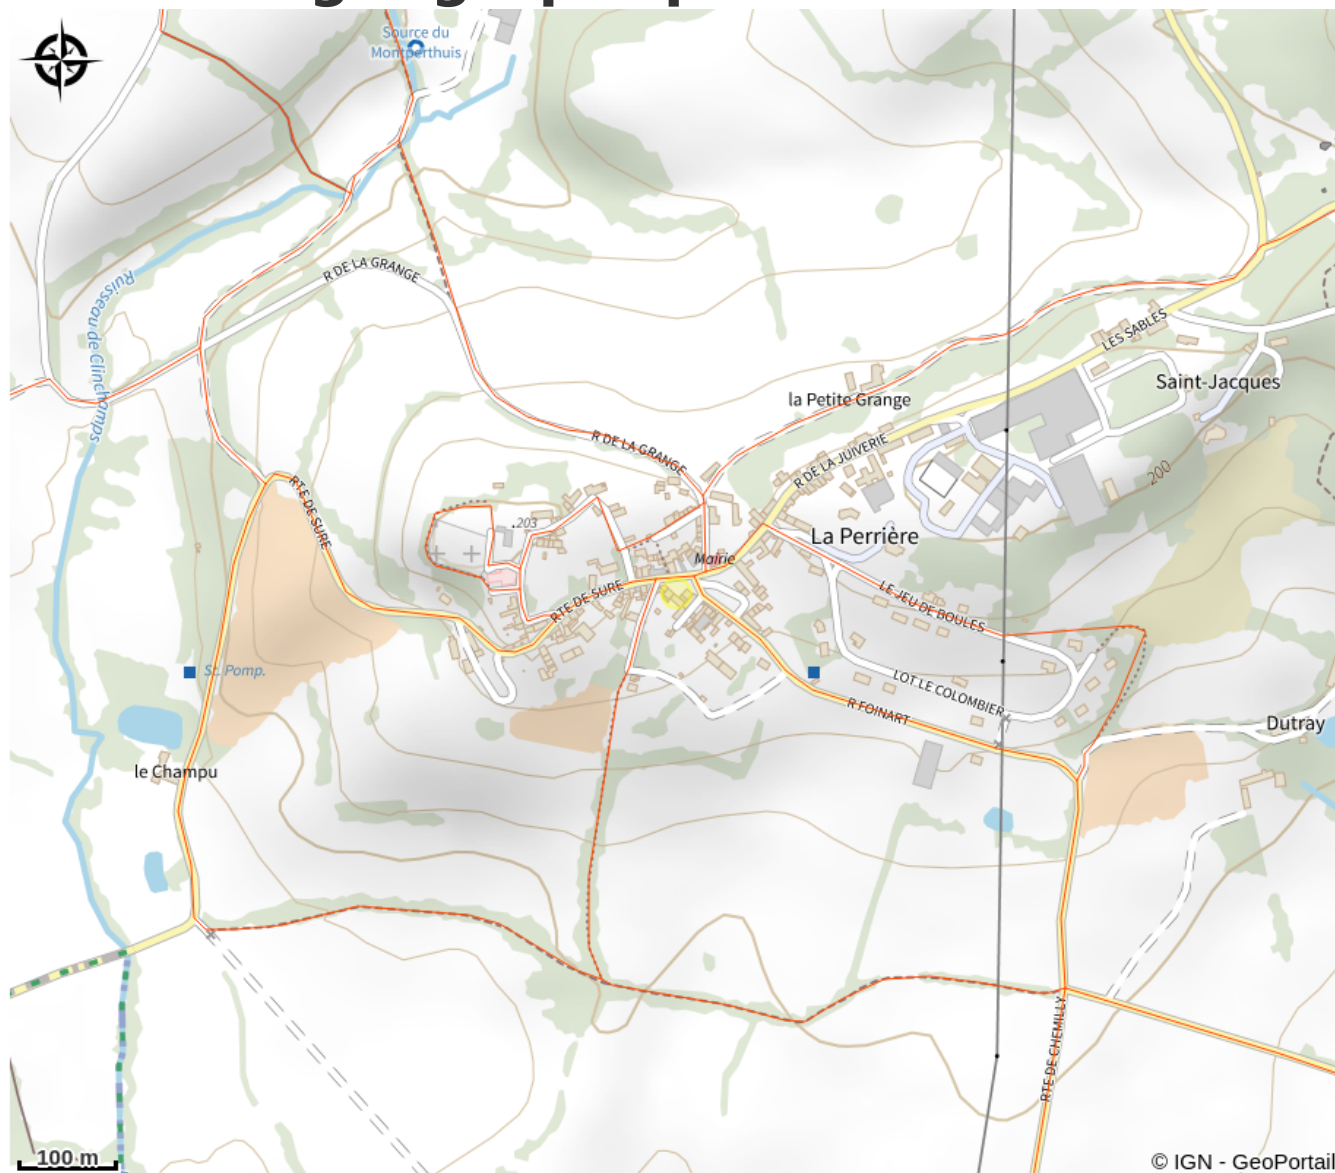 Source du
Montperthuis
Ruisseau de Clinchamps
R DE LA GRANGE
LES SABLES
Saint-Jacques
la Petite Grange
R DE LA GRANGE
R DE LA JUIVERIE
200
RTE DE SURE
.203
La Perrière
Mairie
RTE DE SURE
LE JEU DE BOULES
St. Pomp.
LOT LE COLOMBIER
R FOINART
Dutray
le Champu
RTE DE CHEMILLY
100 m
© IGN - GeoPortail